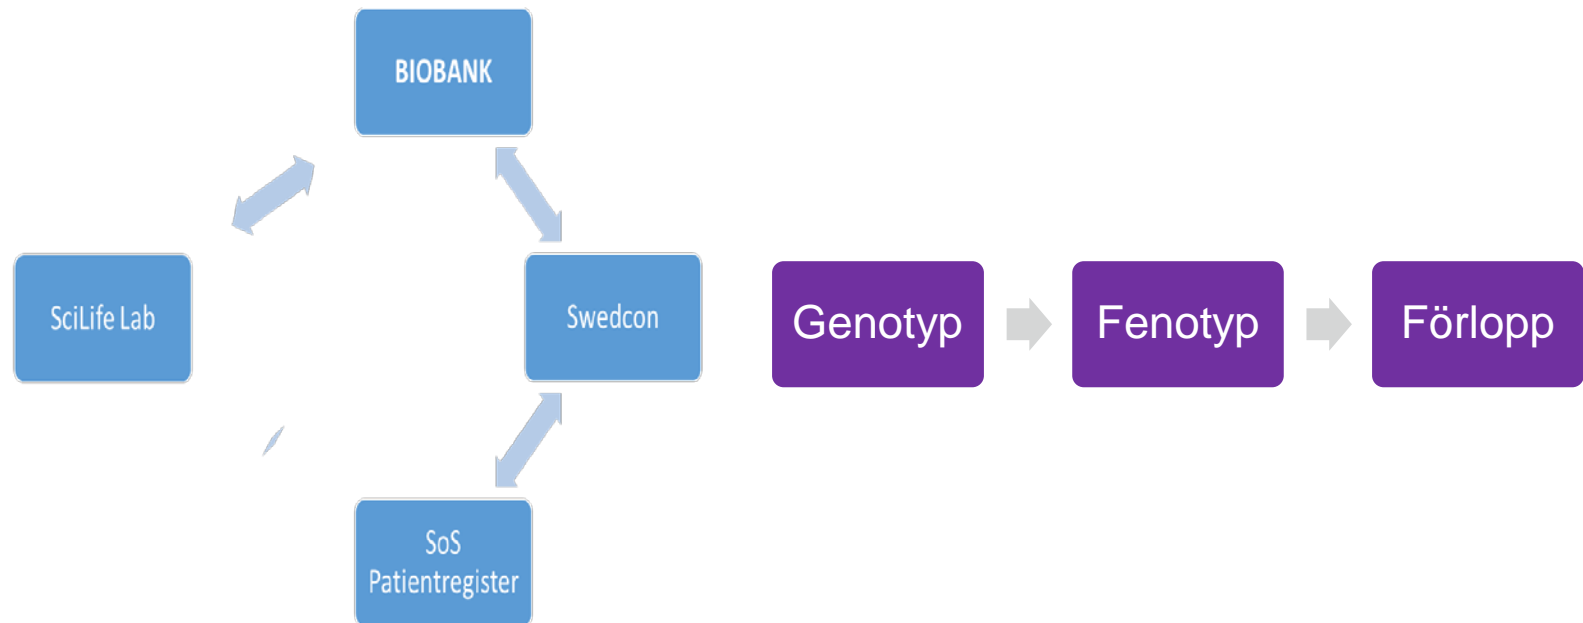 BIOBANK
SciLife Lab
Swedcon
SoS
Patientregister
Genotyp
Fenotyp
Förlopp